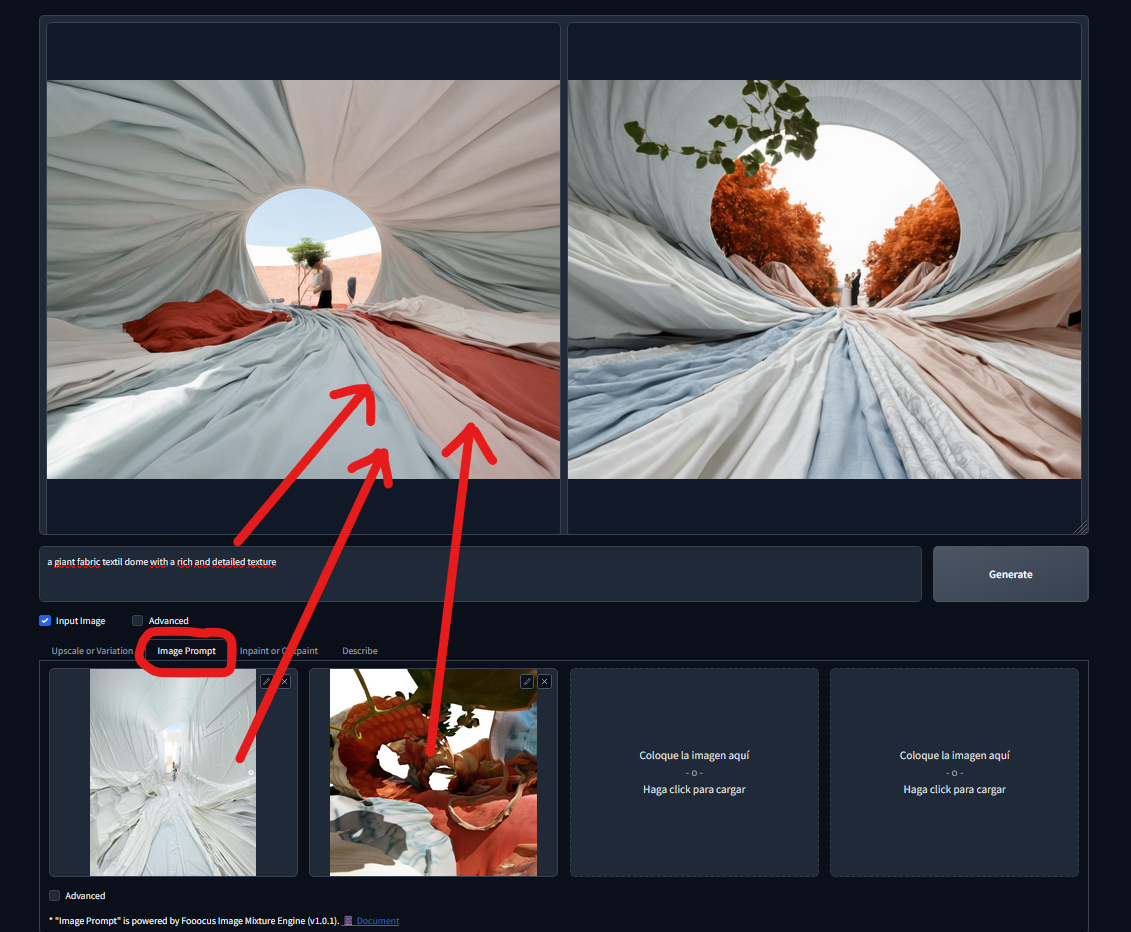 a giant fabric textil dome with a rich and detailed texture
Generate
Input Image
Advanced
Upscale or Variation
Image Prompt
Inpaint or Outpaint
Describe
Coloque la imagen aquí
- o -
Haga click para cargar
Coloque la imagen aquí
- o -
Haga click para cargar
Advanced
* "Image Prompt" is powered by Fooocus Image Mixture Engine (v1.0.1). Document